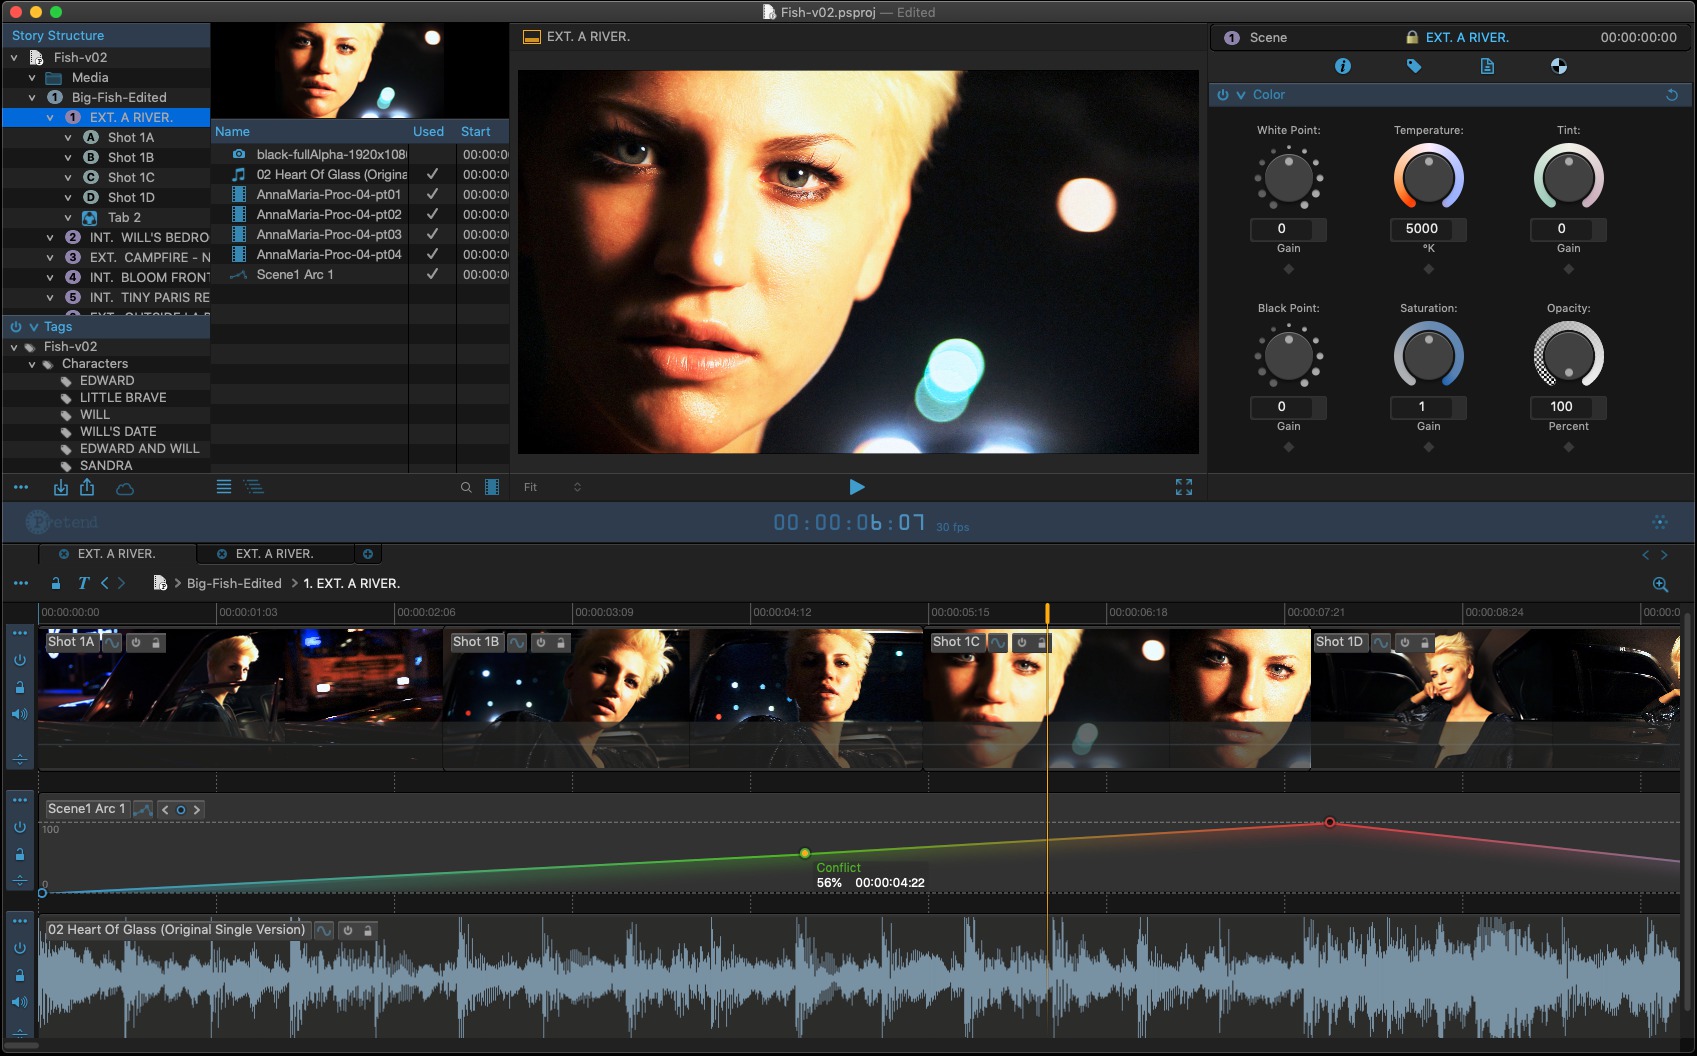 Fish-v02.psproj — Edited
Story Structure
Fish-v02
Media
1 Big-Fish-Edited
1 EXT. A RIVER.
A Shot 1A
B Shot 1B
C Shot 1C
D Shot 1D
Tab 2
2 INT. WILL'S BEDRO
3 EXT. CAMPFIRE - N
4 INT. BLOOM FRONT
5 INT. TINY PARIS RE
Tags
Fish-v02
Characters
EDWARD
LITTLE BRAVE
WILL
WILL'S DATE
EDWARD AND WILL
SANDRA
Name Used Start
black-fullAlpha-1920x108 00:00:0
02 Heart Of Glass (Origina 00:00:0
AnnaMaria-Proc-04-pt01 00:00:0
AnnaMaria-Proc-04-pt02 00:00:0
AnnaMaria-Proc-04-pt03 00:00:0
AnnaMaria-Proc-04-pt04 00:00:0
Scene1 Arc 1 00:00:0
EXT. A RIVER.
Fit
1 Scene EXT. A RIVER. 00:00:00:00
Color
White Point: Temperature: Tint:
0 5000 0
Gain °K Gain
Black Point: Saturation: Opacity:
0 1 100
Gain Gain Percent
Pretend
00:00:06:07 30 fps
EXT. A RIVER. EXT. A RIVER.
T Big-Fish-Edited 1. EXT. A RIVER.
00:00:00:00 00:00:01:03 00:00:02:06 00:00:03:09 00:00:04:12 00:00:05:15 00:00:06:18 00:00:07:21 00:00:08:24 00:00:0
Shot 1A Shot 1B Shot 1C Shot 1D
Scene1 Arc 1
100
Conflict
56% 00:00:04:22
0
02 Heart Of Glass (Original Single Version)